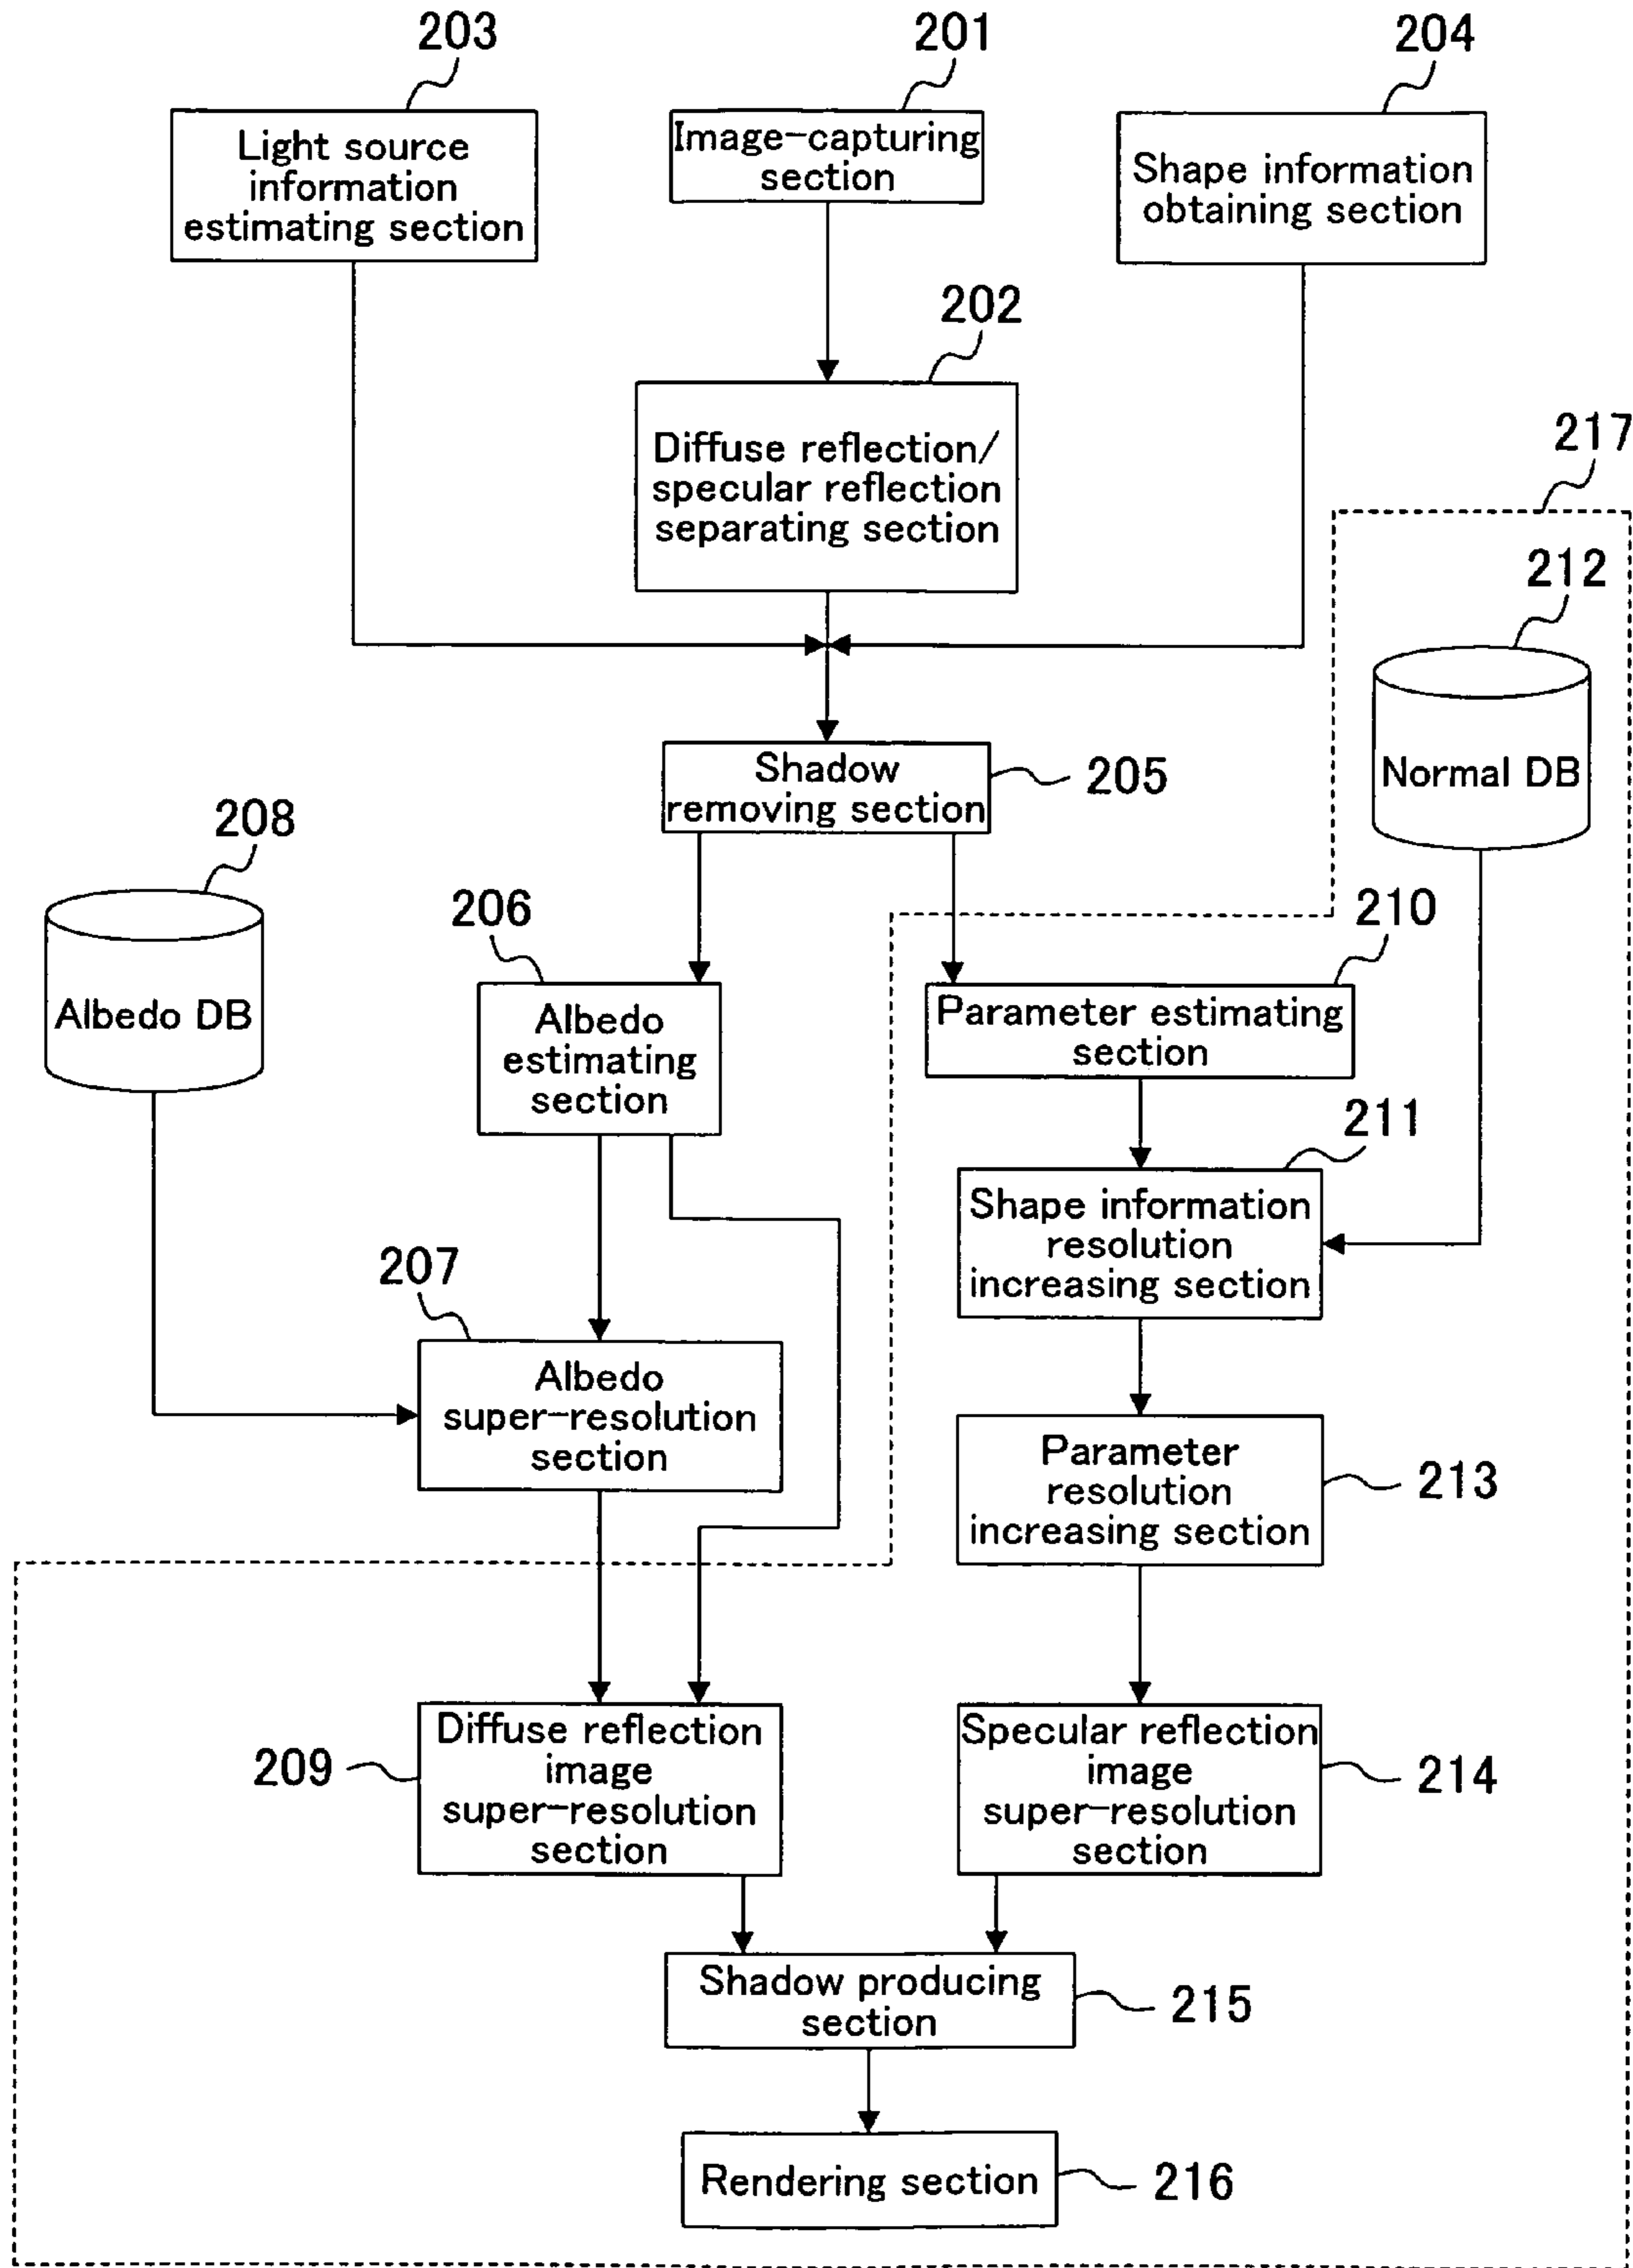 203
201
204
Light source
information
estimating section
Image-capturing
section
Shape information
obtaining section
202
Diffuse reflection/
specular reflection
separating section
217
212
Normal DB
Shadow
removing section
205
208
Albedo DB
206
Albedo
estimating
section
210
Parameter estimating
section
211
Shape information
resolution
increasing section
207
Albedo
super-resolution
section
Parameter
resolution
increasing section
213
209
Diffuse reflection
image
super-resolution
section
Specular reflection
image
super-resolution
section
214
Shadow producing
section
215
Rendering section
216